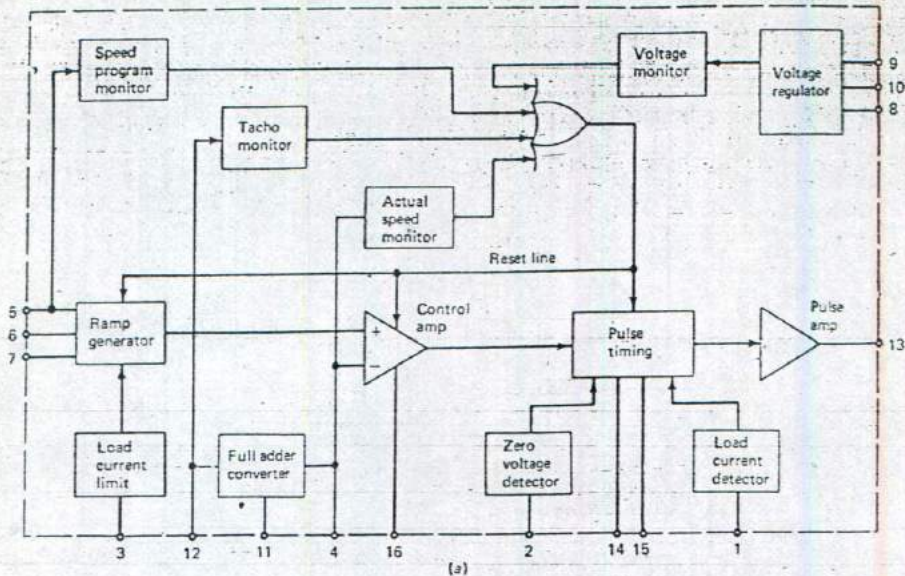 Speed
program
monitor
Tacho
monitor
Actual
speed
monitor
Voltage
monitor
Voltage
regulator
9
10
8
Reset line
5
6
7
Ramp
generator
Control
amp
+
−
Pulse
timing
Pulse
amp
13
Load
current
limit
Full adder
converter
Zero
voltage
detector
Load
current
detector
3
12
11
4
16
2
14
15
1
(a)